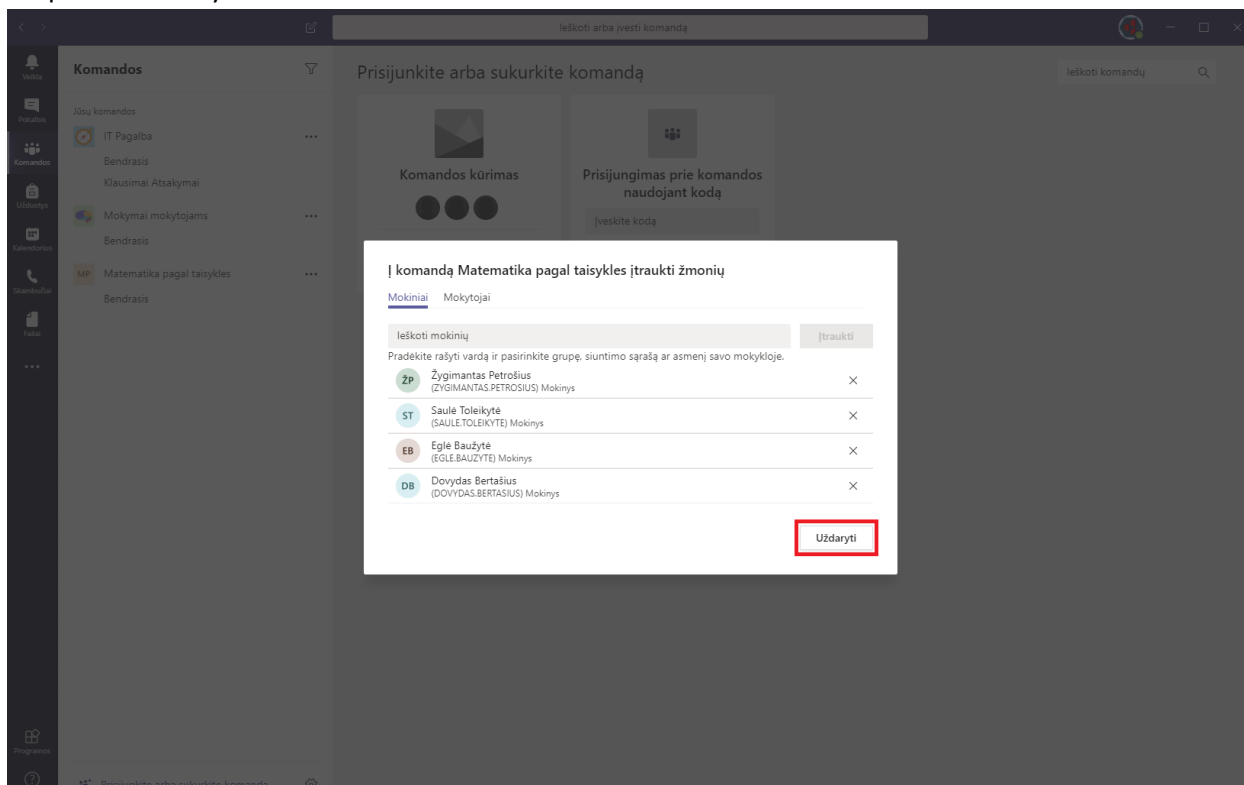 Ieškoti arba įvesti komandą
Veikla
Pokalbis
Komandos
Užduotys
Kalendorius
Skambučiai
Failai
Programos
Komandos
Jūsų komandos
IT Pagalba
Bendrasis
Klausimai Atsakymai
Mokymai mokytojams
Bendrasis
MP Matematika pagal taisykles
Bendrasis
Prisijunkite arba sukurkite komandą
Prisijunkite arba sukurkite komandą
Ieškoti komandų
Komandos kūrimas
Prisijungimas prie komandos
naudojant kodą
Įveskite kodą
Į komandą Matematika pagal taisykles įtraukti žmonių
Mokiniai Mokytojai
Ieškoti mokinių
Įtraukti
Pradėkite rašyti vardą ir pasirinkite grupę, siuntimo sąrašą ar asmenį savo mokykloje.
ŽP Žygimantas Petrošius
(ZYGIMANTAS.PETROSIUS) Mokinys
ST Saulė Toleikytė
(SAULE.TOLEIKYTE) Mokinys
EB Eglė Baužytė
(EGLE.BAUZYTE) Mokinys
DB Dovydas Bertašius
(DOVYDAS.BERTASIUS) Mokinys
Uždaryti